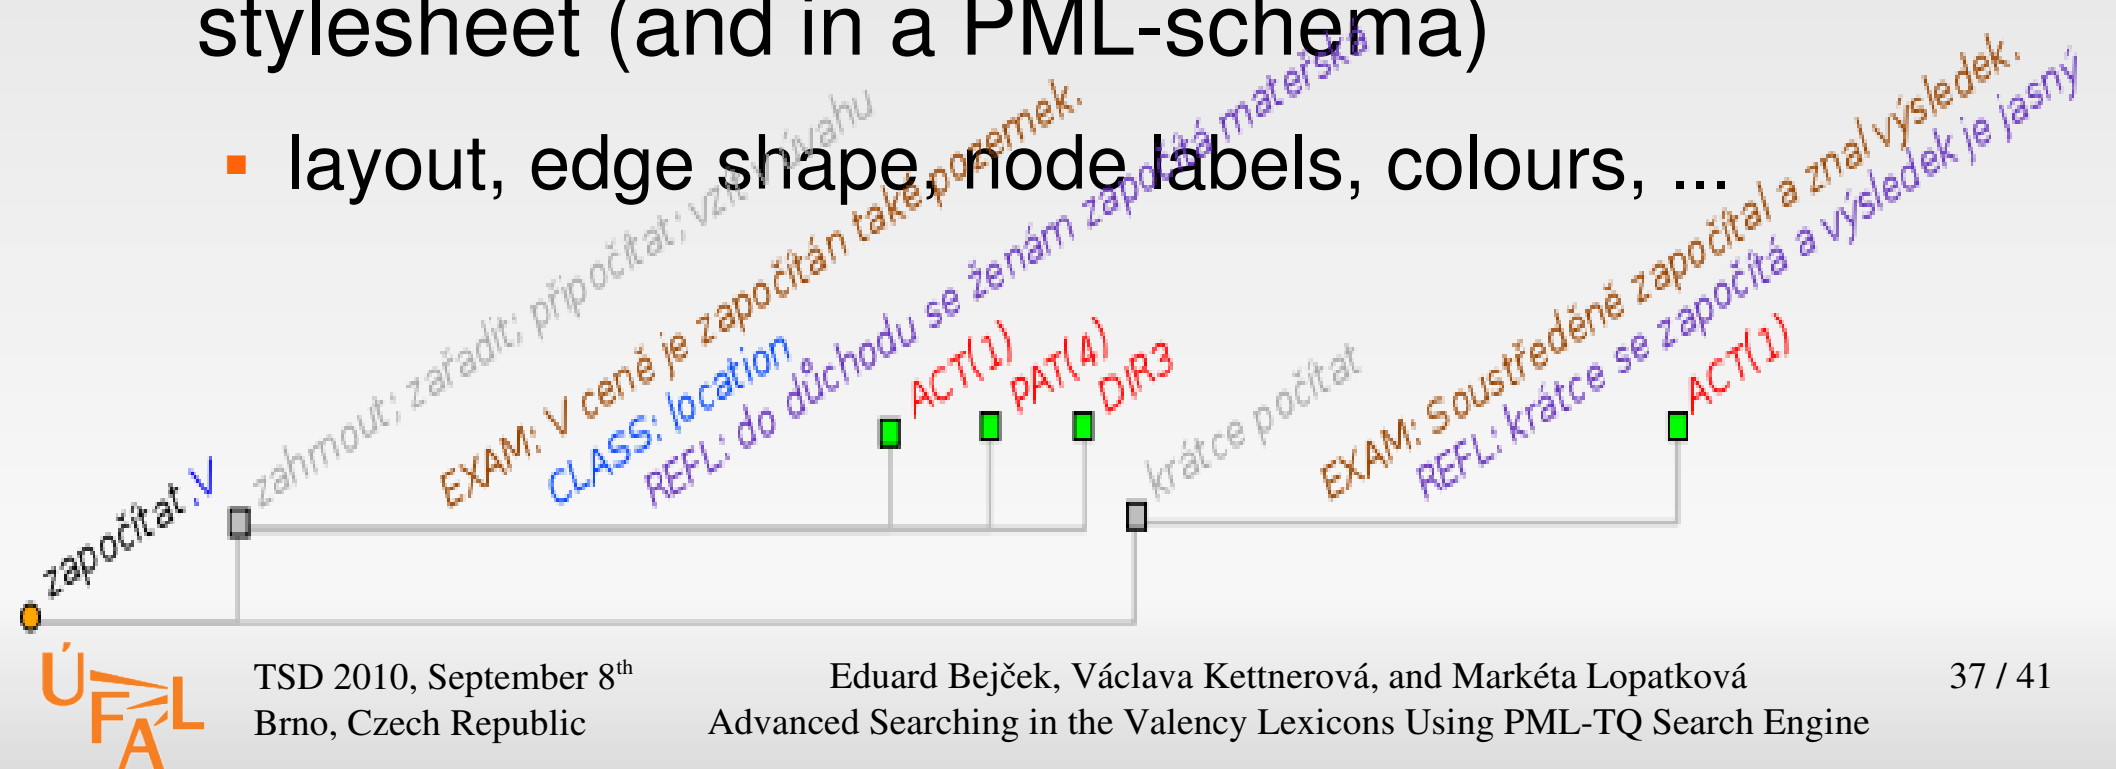 stylesheet (and in a PML-schema)
layout, edge shape, node labels, colours, ...
započítat.V
zahrnout; zařadit; připočítat; vzít v úvahu
EXAM: V ceně je započítán také pozemek.
CLASS: location
REFL: do důchodu se ženám započítá mateřská
ACT(1)
PAT(4)
DIR3
krátce počítat
EXAM: Soustředěně započítal a znal výsledek.
REFL: krátce se započítá a výsledek je jasný
ACT(1)
ÚFAL
TSD 2010, September 8th
Brno, Czech Republic
Eduard Bejček, Václava Kettnerová, and Markéta Lopatková
Advanced Searching in the Valency Lexicons Using PML-TQ Search Engine
37 / 41